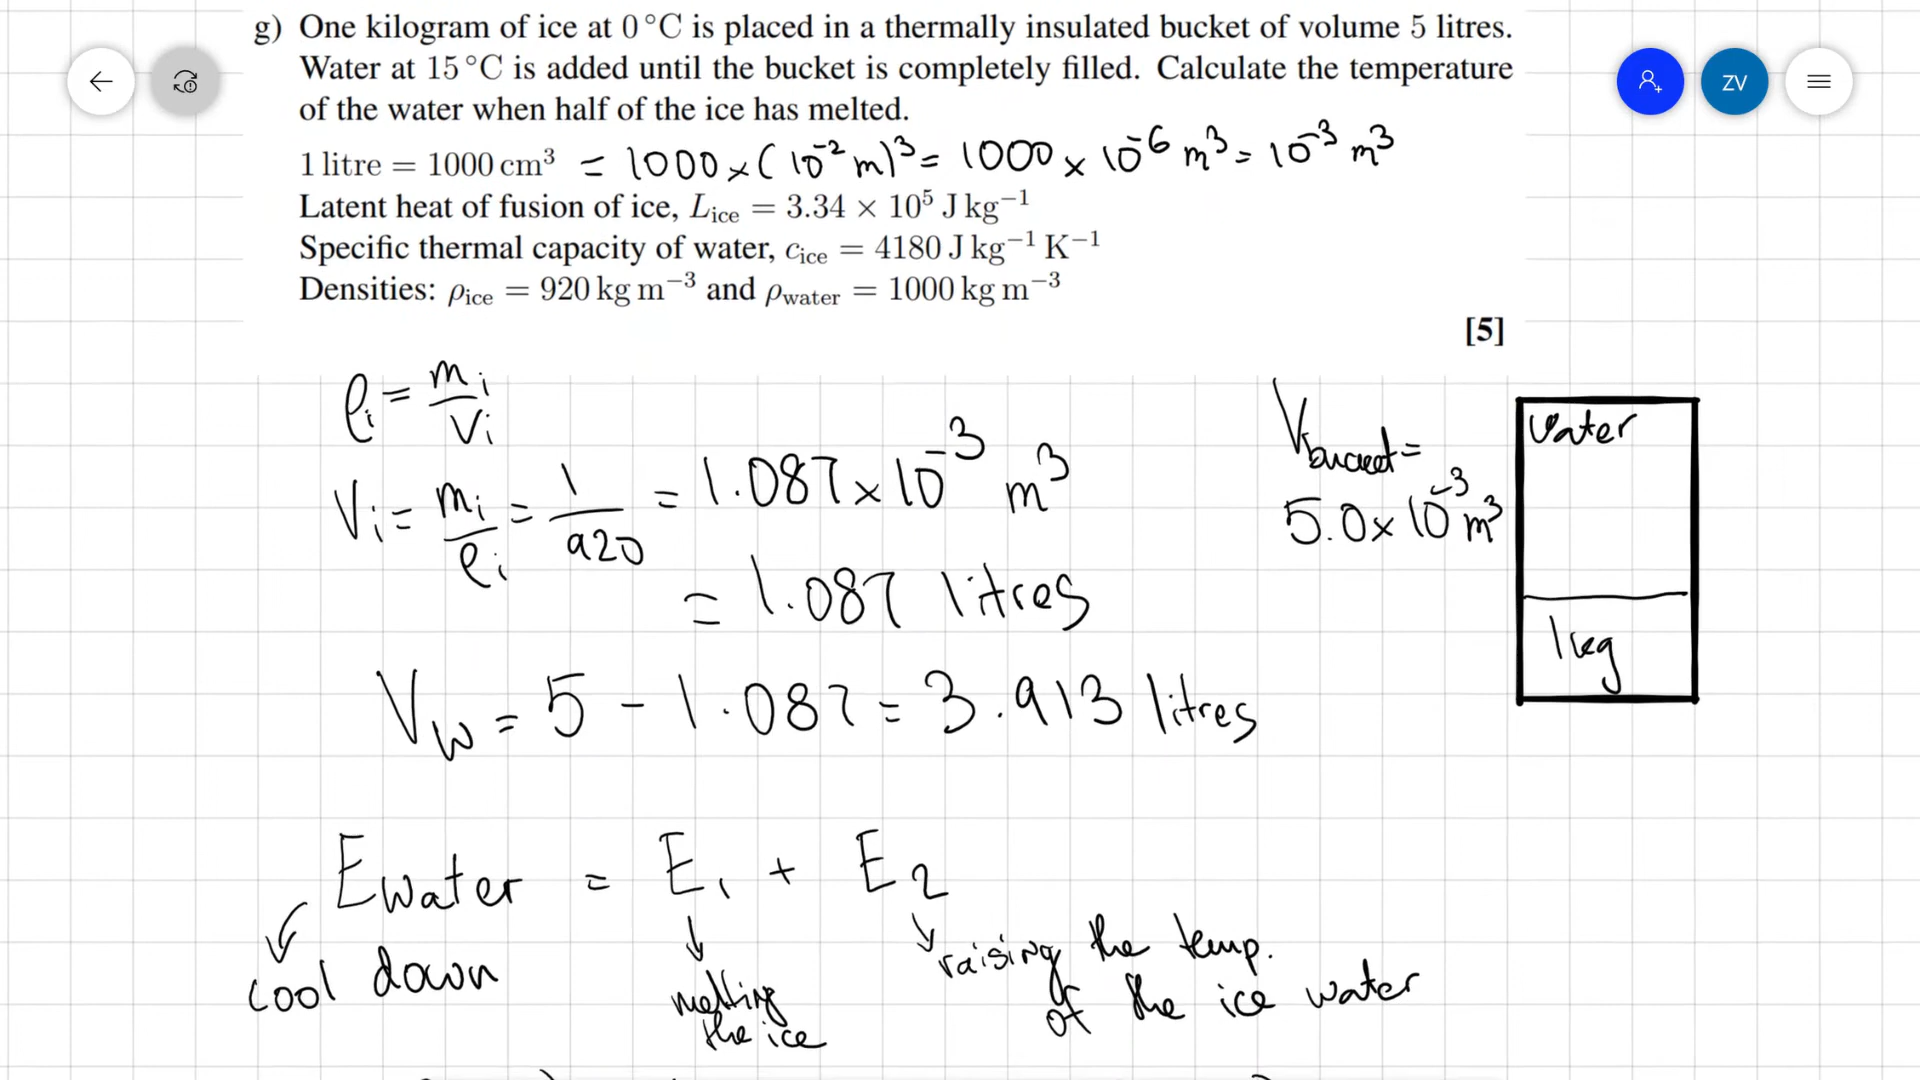 g) One kilogram of ice at 0 °C is placed in a thermally insulated bucket of volume 5 litres.
Water at 15 °C is added until the bucket is completely filled. Calculate the temperature
of the water when half of the ice has melted.
1 litre = 1000 cm³ = 1000 × (10⁻² m)³ = 1000 × 10⁻⁶ m³ = 10⁻³ m³
Latent heat of fusion of ice, L_ice = 3.34 × 10⁵ J kg⁻¹
Specific thermal capacity of water, c_ice = 4180 J kg⁻¹ K⁻¹
Densities: ρ_ice = 920 kg m⁻³ and ρ_water = 1000 kg m⁻³
[5]
ZV
ρᵢ = mᵢ / Vᵢ
Vᵢ = mᵢ / ρᵢ = 1 / 920 = 1.087 × 10⁻³ m³
= 1.087 litres
V_w = 5 - 1.087 = 3.913 litres
V_bucket =
5.0 × 10⁻³ m³
water
1 kg
E_water = E₁ + E₂
cool down
melting
the ice
raising the temp.
of the ice water